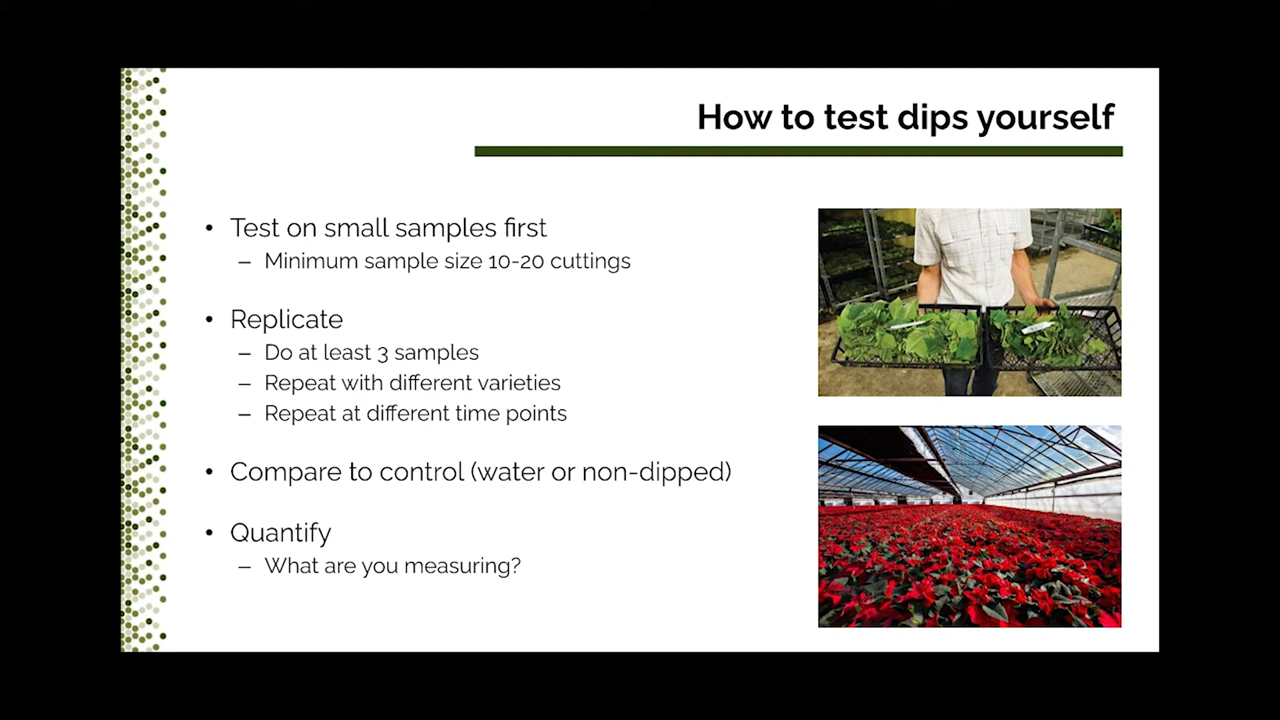 How to test dips yourself
• Test on small samples first
– Minimum sample size 10-20 cuttings
• Replicate
– Do at least 3 samples
– Repeat with different varieties
– Repeat at different time points
• Compare to control (water or non-dipped)
• Quantify
– What are you measuring?